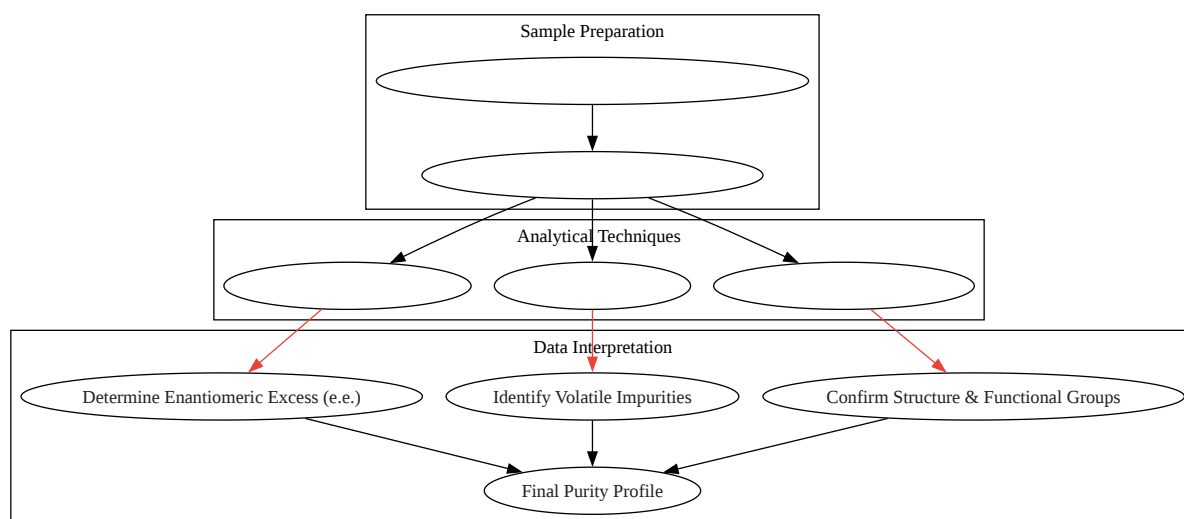 Sample Preparation
Analytical Techniques
Data Interpretation
Determine Enantiomeric Excess (e.e.)
Identify Volatile Impurities
Confirm Structure & Functional Groups
Final Purity Profile